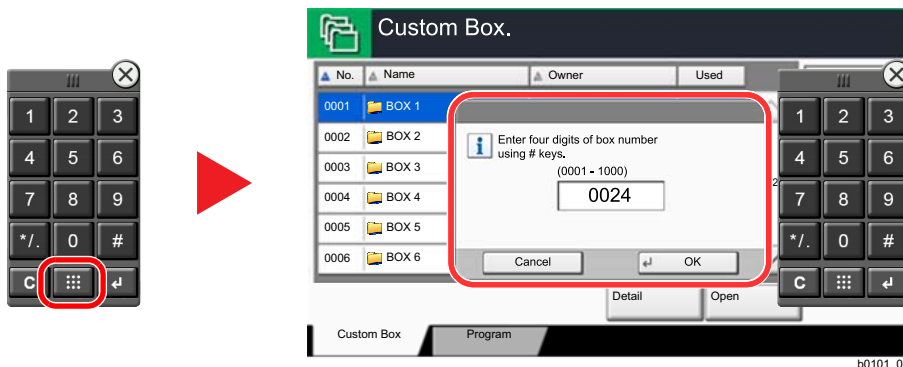 1 2 3
4 5 6
7 8 9
*/. 0 #
C
Custom Box.
No. Name Owner Used
0001 BOX 1
0002 BOX 2
0003 BOX 3
0004 BOX 4
0005 BOX 5
0006 BOX 6
Enter four digits of box number
using # keys.
(0001 - 1000)
0024
Cancel OK
2
1 2 3
4 5 6
7 8 9
*/. 0 #
C
Detail Open
Custom Box Program
b0101_0